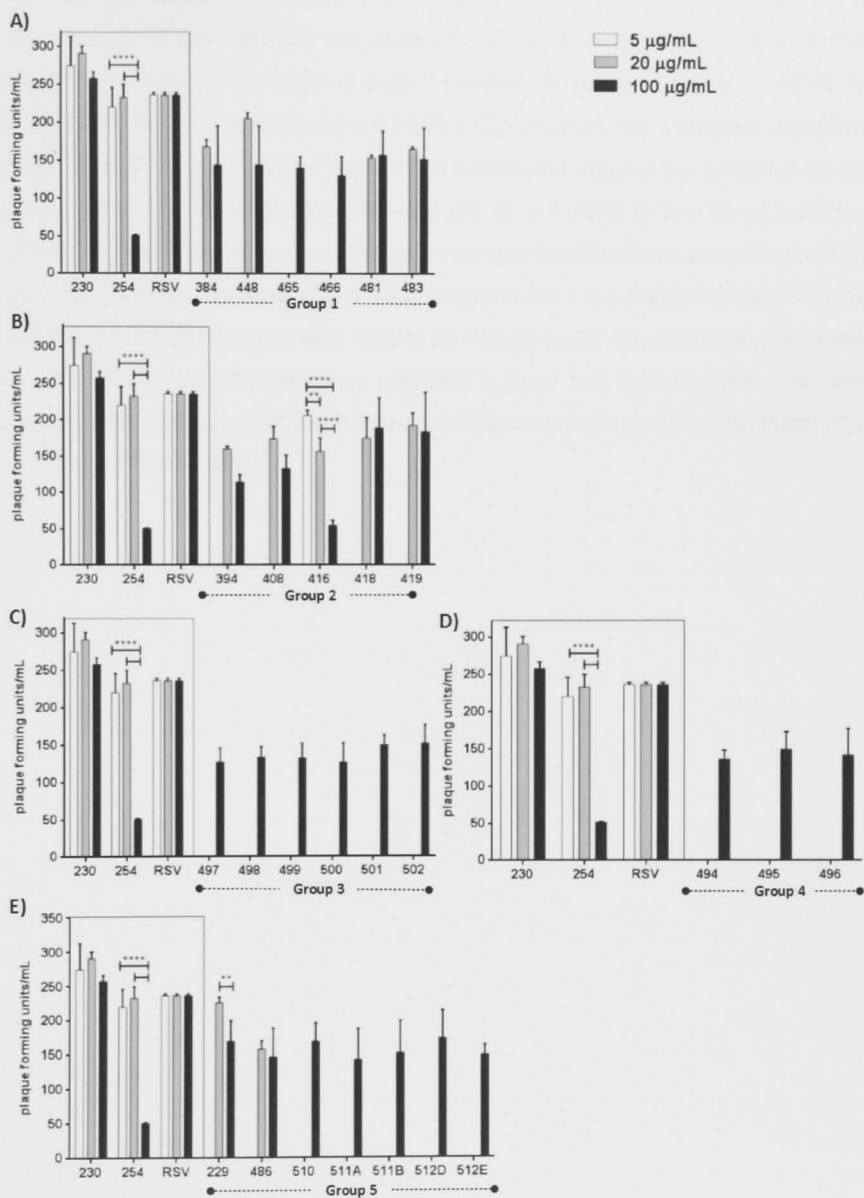 A)
5 µg/mL
20 µg/mL
100 µg/mL
plaque forming units/mL
300
250
200
150
100
50
0
****
230 254 RSV 384 448 465 466 481 483
Group 1
B)
plaque forming units/mL
300
250
200
150
100
50
0
****
****
**
****
230 254 RSV 394 408 416 418 419
Group 2
C)
plaque forming units/mL
300
250
200
150
100
50
0
****
230 254 RSV 497 498 499 500 501 502
Group 3
D)
plaque forming units/mL
300
250
200
150
100
50
0
****
230 254 RSV 494 495 496
Group 4
E)
plaque forming units/mL
350
300
250
200
150
100
50
0
****
**
230 254 RSV 229 486 510 511A 511B 512D 512E
Group 5